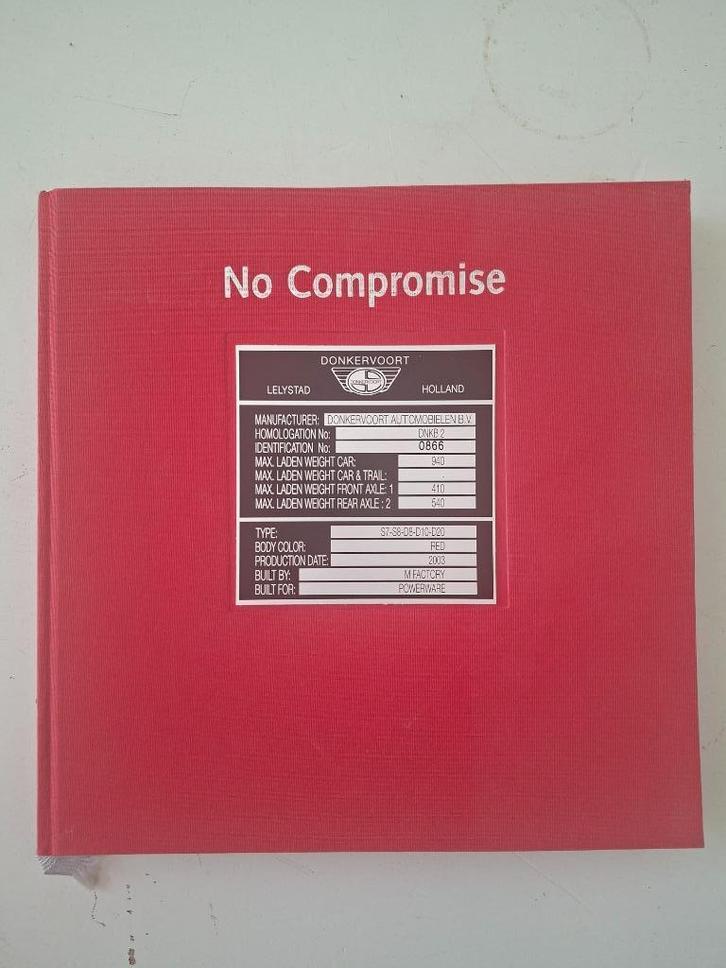 No Compromise
DONKERVOORT
DONKERVOORT
LELYSTAD HOLLAND
MANUFACTURER: DONKERVOORT AUTOMOBIELEN B.V.
HOMOLOGATION No: DNKB 2
IDENTIFICATION No: 0866
MAX. LADEN WEIGHT CAR: 940
MAX. LADEN WEIGHT CAR & TRAIL: -
MAX. LADEN WEIGHT FRONT AXLE: 1 410
MAX. LADEN WEIGHT REAR AXLE : 2 540
TYPE: S7-S8-D8-D10-D20
BODY COLOR: RED
PRODUCTION DATE: 2003
BUILT BY: M'FACTORY
BUILT FOR: POWERWARE